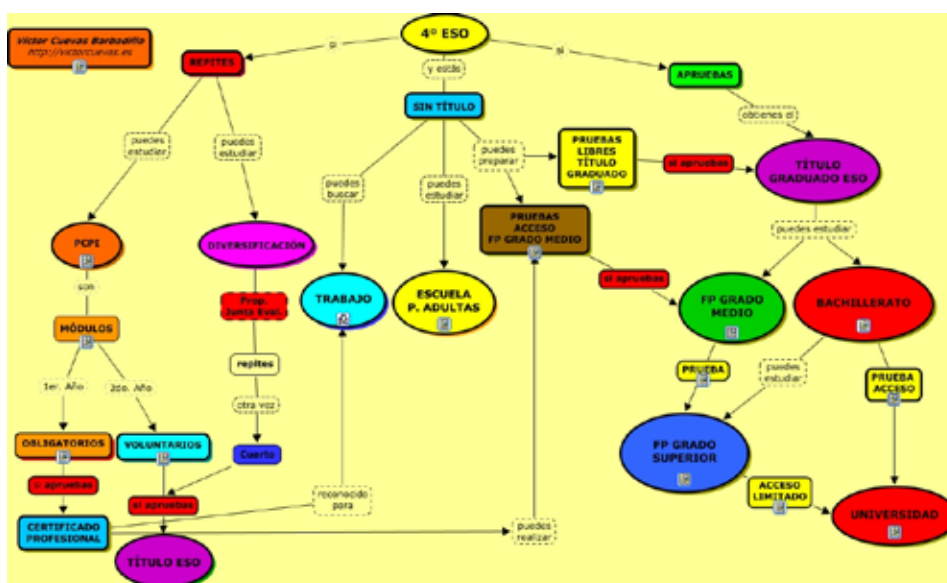 Víctor Cuevas Barbadillo
http://victorcuevas.es
4º ESO
si
REPITES
y estás
si
APRUEBAS
SIN TÍTULO
obtienes el
puedes
estudiar
puedes
estudiar
puedes
buscar
puedes
estudiar
puedes
preparar
PRUEBAS
LIBRES
TÍTULO
GRADUADO
si apruebas
TÍTULO
GRADUADO ESO
PCPI
DIVERSIFICACIÓN
PRUEBAS
ACCESO
FP GRADO MEDIO
puedes estudiar
son
Prop.
Junta Eval.
TRABAJO
ESCUELA
P. ADULTAS
si apruebas
FP GRADO
MEDIO
BACHILLERATO
MÓDULOS
repites
1er. Año
2do. Año
PRUEBA
puedes
estudiar
PRUEBA
ACCESO
otra vez
OBLIGATORIOS
VOLUNTARIOS
Cuarto
FP GRADO
SUPERIOR
si apruebas
si apruebas
reconocido
para
ACCESO
LIMITADO
UNIVERSIDAD
CERTIFICADO
PROFESIONAL
puedes
realizar
TÍTULO ESO